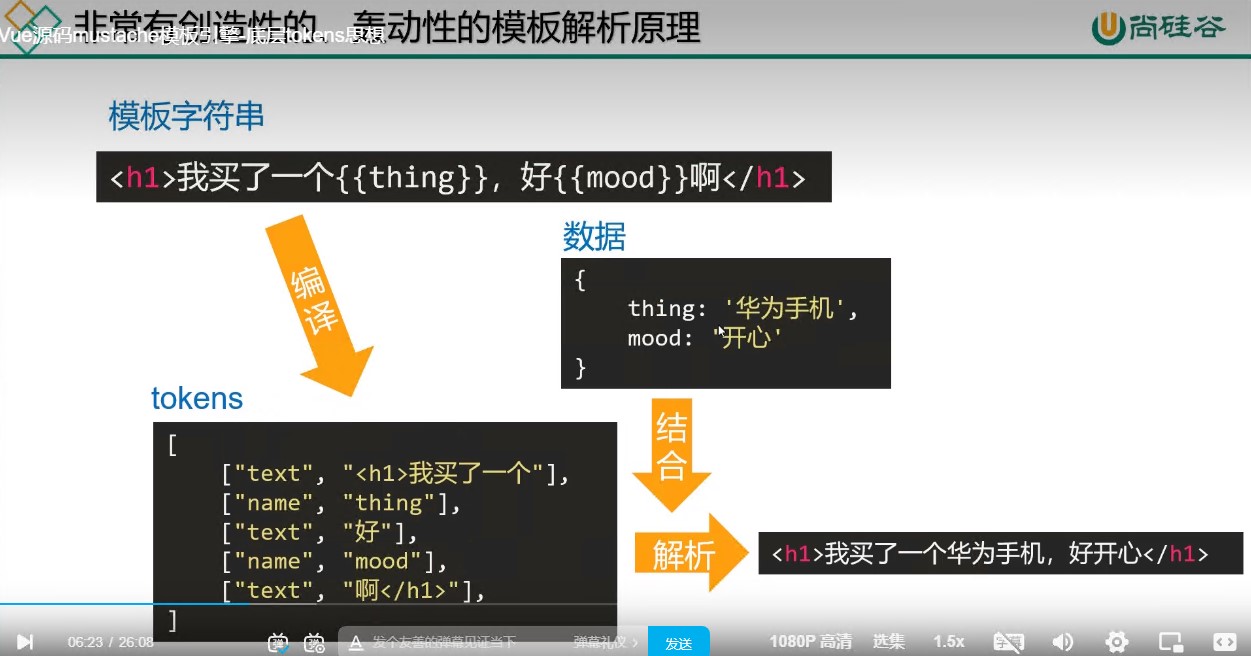 非常有创造性的、轰动性的模板解析原理
Vue源码mustache模板引擎-底层tokens思想
尚硅谷
模板字符串
<h1>我买了一个{{thing}}，好{{mood}}啊</h1>
编译
数据
{
thing: '华为手机',
mood: '开心'
}
tokens
[
["text", "<h1>我买了一个"],
["name", "thing"],
["text", "好"],
["name", "mood"],
["text", "啊</h1>"],
]
结合
解析
<h1>我买了一个华为手机，好开心</h1>
06:23 / 26:08
弹
弹
A 发个友善的弹幕见证当下
弹幕礼仪 >
发送
1080P 高清
选集
1.5x